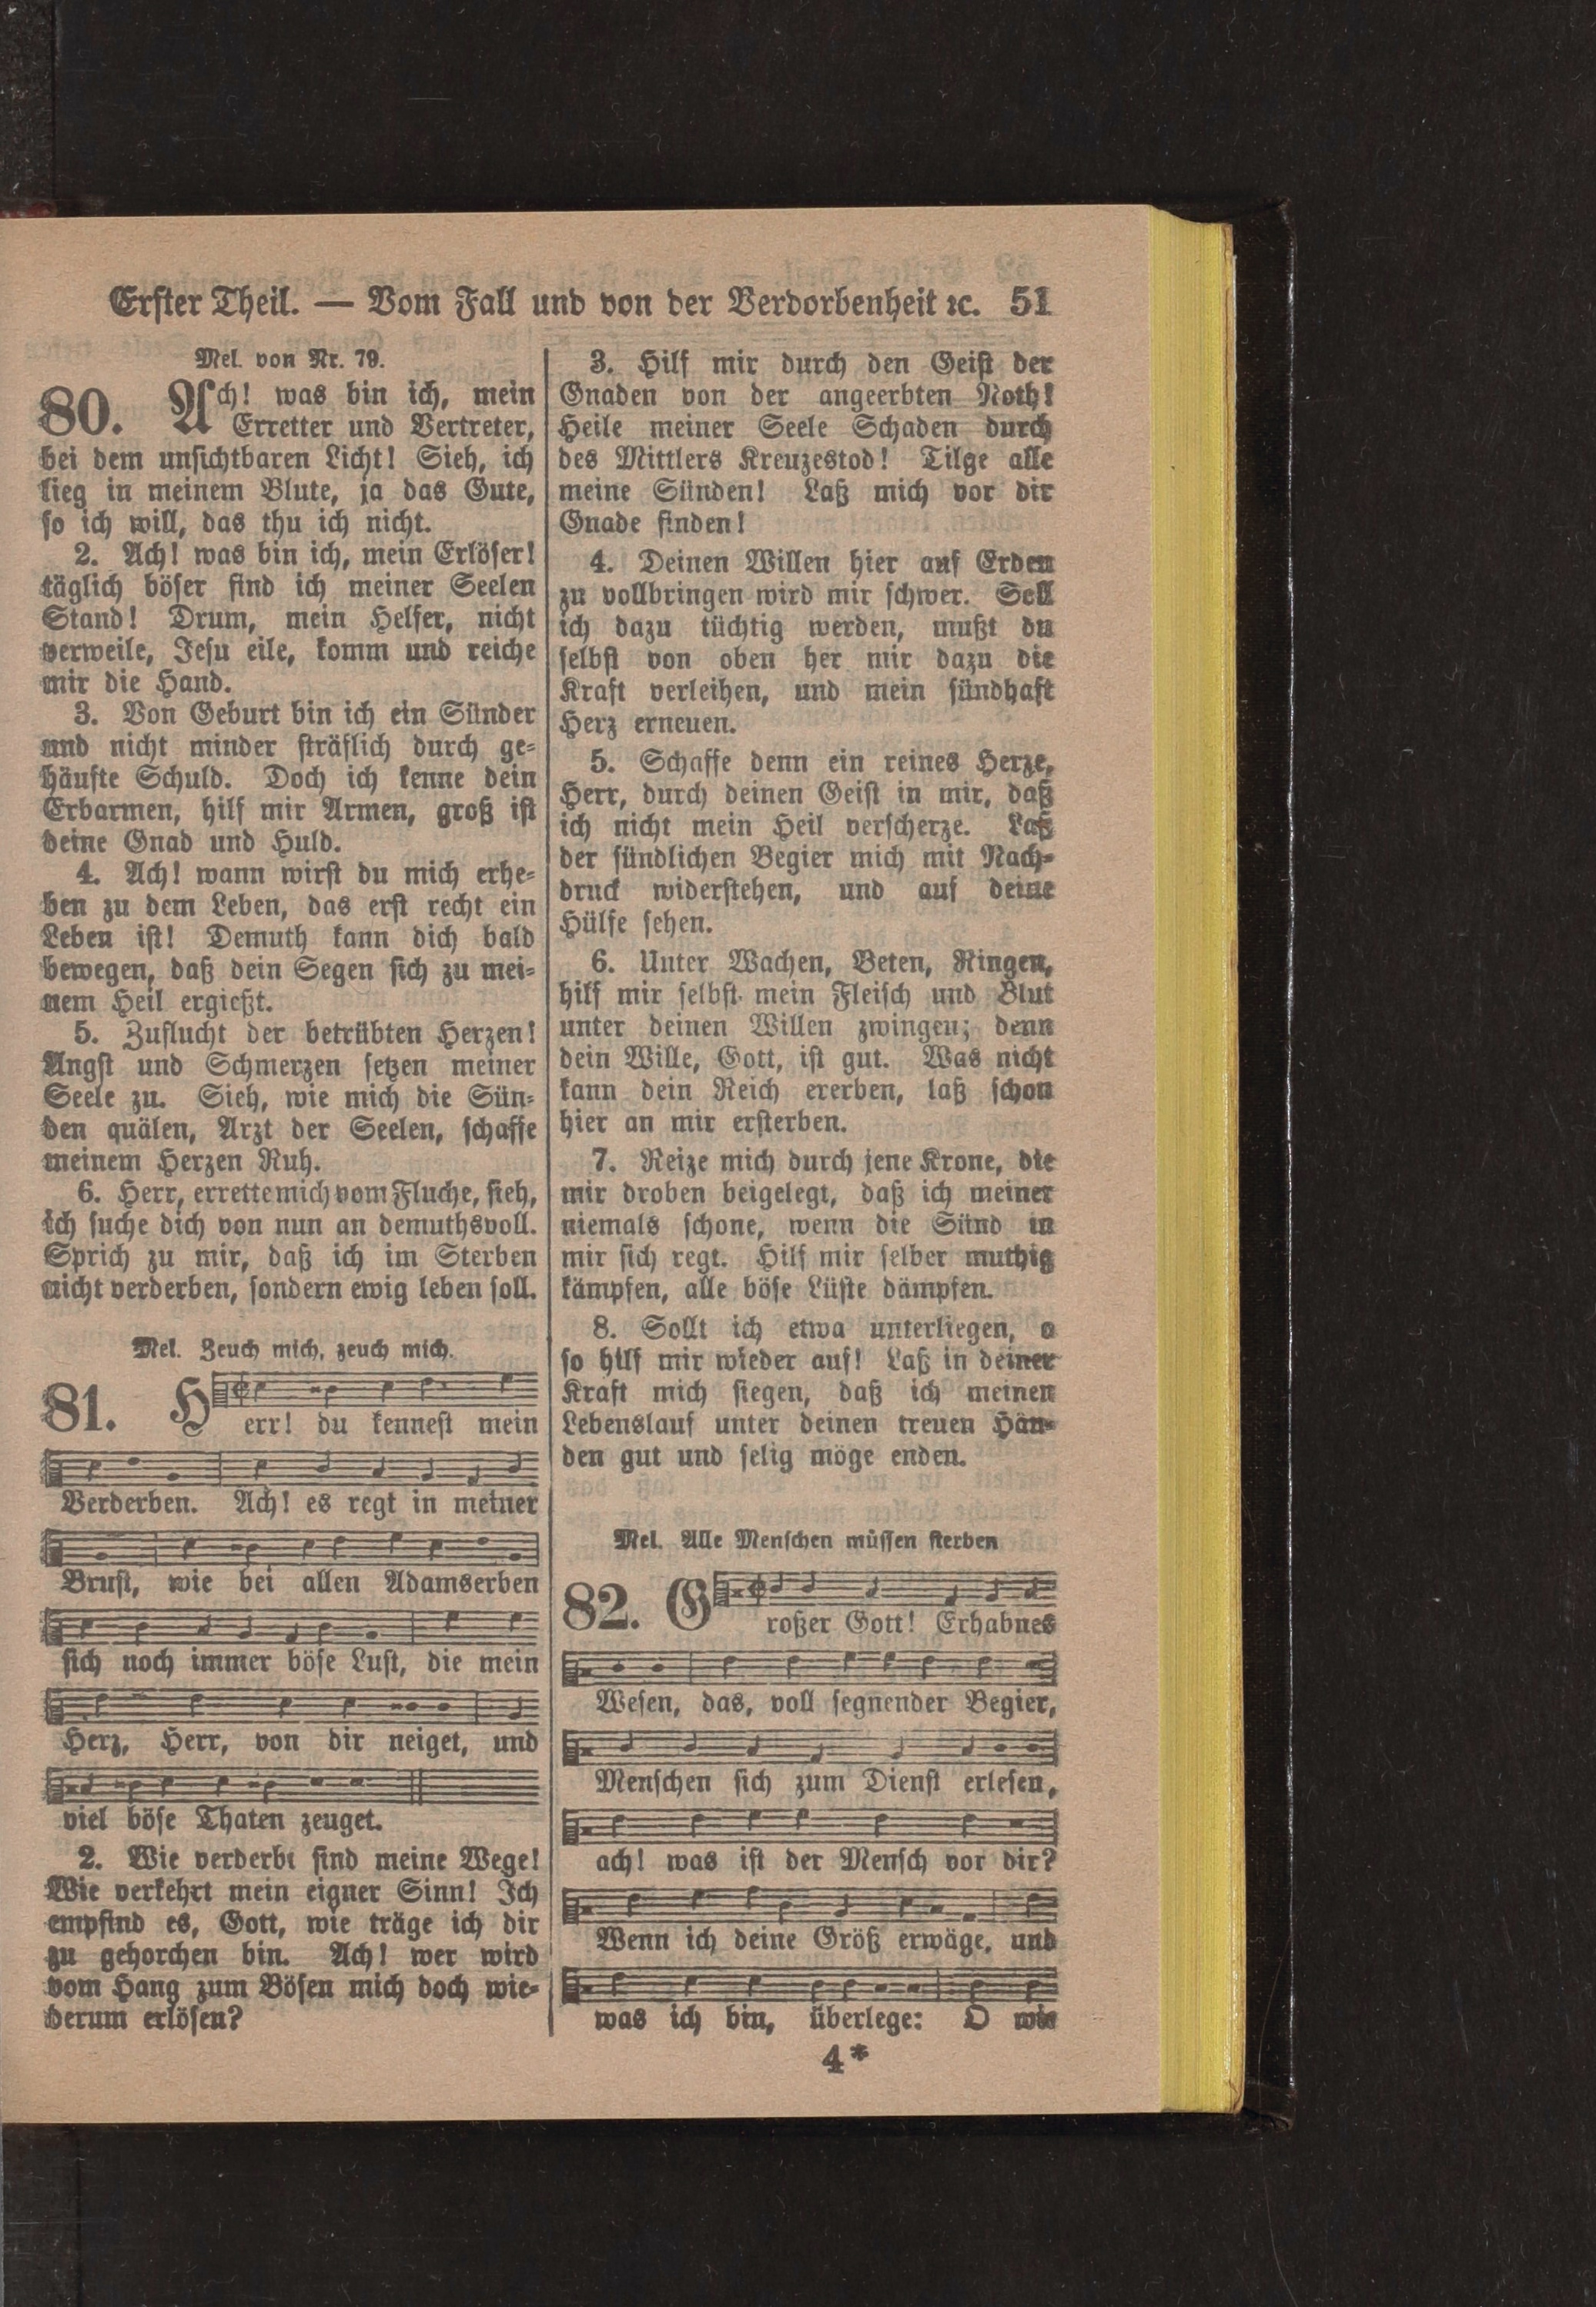 Erster Theil. — Vom Fall und von der Verdorbenheit ꝛc. 51
Mel. von Nr. 79.
80. Ach! was bin ich, mein
Erretter und Vertreter,
bei dem unsichtbaren Licht! Sieh, ich
lieg in meinem Blute, ja das Gute,
so ich will, das thu ich nicht.
2. Ach! was bin ich, mein Erlöser!
täglich böser find ich meiner Seelen
Stand! Drum, mein Helfer, nicht
verweile, Jesu eile, komm und reiche
mir die Hand.
3. Von Geburt bin ich ein Sünder
und nicht minder sträflich durch ge-
häufte Schuld. Doch ich kenne dein
Erbarmen, hilf mir Armen, groß ist
deine Gnad und Huld.
4. Ach! wann wirst du mich erhe-
ben zu dem Leben, das erst recht ein
Leben ist! Demuth kann dich bald
bewegen, daß dein Segen sich zu mei-
nem Heil ergießt.
5. Zuflucht der betrübten Herzen!
Angst und Schmerzen setzen meiner
Seele zu. Sieh, wie mich die Sün-
den quälen, Arzt der Seelen, schaffe
meinem Herzen Ruh.
6. Herr, errette mich vom Fluche, sieh,
ich suche dich von nun an demuthsvoll.
Sprich zu mir, daß ich im Sterben
nicht verderben, sondern ewig leben soll.
Mel. Zeuch mich, zeuch mich.
81. Herr! du kennest mein
Verderben. Ach! es regt in meiner
Brust, wie bei allen Adamserben
sich noch immer böse Lust, die mein
Herz, Herr, von dir neiget, und
viel böse Thaten zeuget.
2. Wie verderbt sind meine Wege!
Wie verkehrt mein eigner Sinn! Ich
empfind es, Gott, wie träge ich dir
zu gehorchen bin. Ach! wer wird
vom Hang zum Bösen mich doch wie-
derum erlösen?
3. Hilf mir durch den Geist der
Gnaden von der angeerbten Noth!
Heile meiner Seele Schaden durch
des Mittlers Kreuzestod! Tilge alle
meine Sünden! Laß mich vor dir
Gnade finden!
4. Deinen Willen hier auf Erden
zu vollbringen wird mir schwer. Soll
ich dazu tüchtig werden, mußt du
selbst von oben her mir dazu die
Kraft verleihen, und mein sündhaft
Herz erneuen.
5. Schaffe denn ein reines Herze,
Herr, durch deinen Geist in mir, daß
ich nicht mein Heil verscherze. Laß
der sündlichen Begier mich mit Nach-
druck widerstehen, und auf deine
Hülfe sehen.
6. Unter Wachen, Beten, Ringen,
hilf mir selbst mein Fleisch und Blut
unter deinen Willen zwingen; denn
dein Wille, Gott, ist gut. Was nicht
kann dein Reich ererben, laß schon
hier an mir ersterben.
7. Reize mich durch jene Krone, die
mir droben beigelegt, daß ich meiner
niemals schone, wenn die Sünd in
mir sich regt. Hilf mir selber muthig
kämpfen, alle böse Lüste dämpfen.
8. Sollt ich etwa unterliegen, o
so hilf mir wieder auf! Laß in deiner
Kraft mich siegen, daß ich meinen
Lebenslauf unter deinen treuen Hän-
den gut und selig möge enden.
Mel. Alle Menschen müssen sterben
82. Großer Gott! Erhabnes
Wesen, das, voll segnender Begier,
Menschen sich zum Dienst erlesen,
ach! was ist der Mensch vor dir?
Wenn ich deine Größ erwäge, und
was ich bin, überlege: O wie
4*